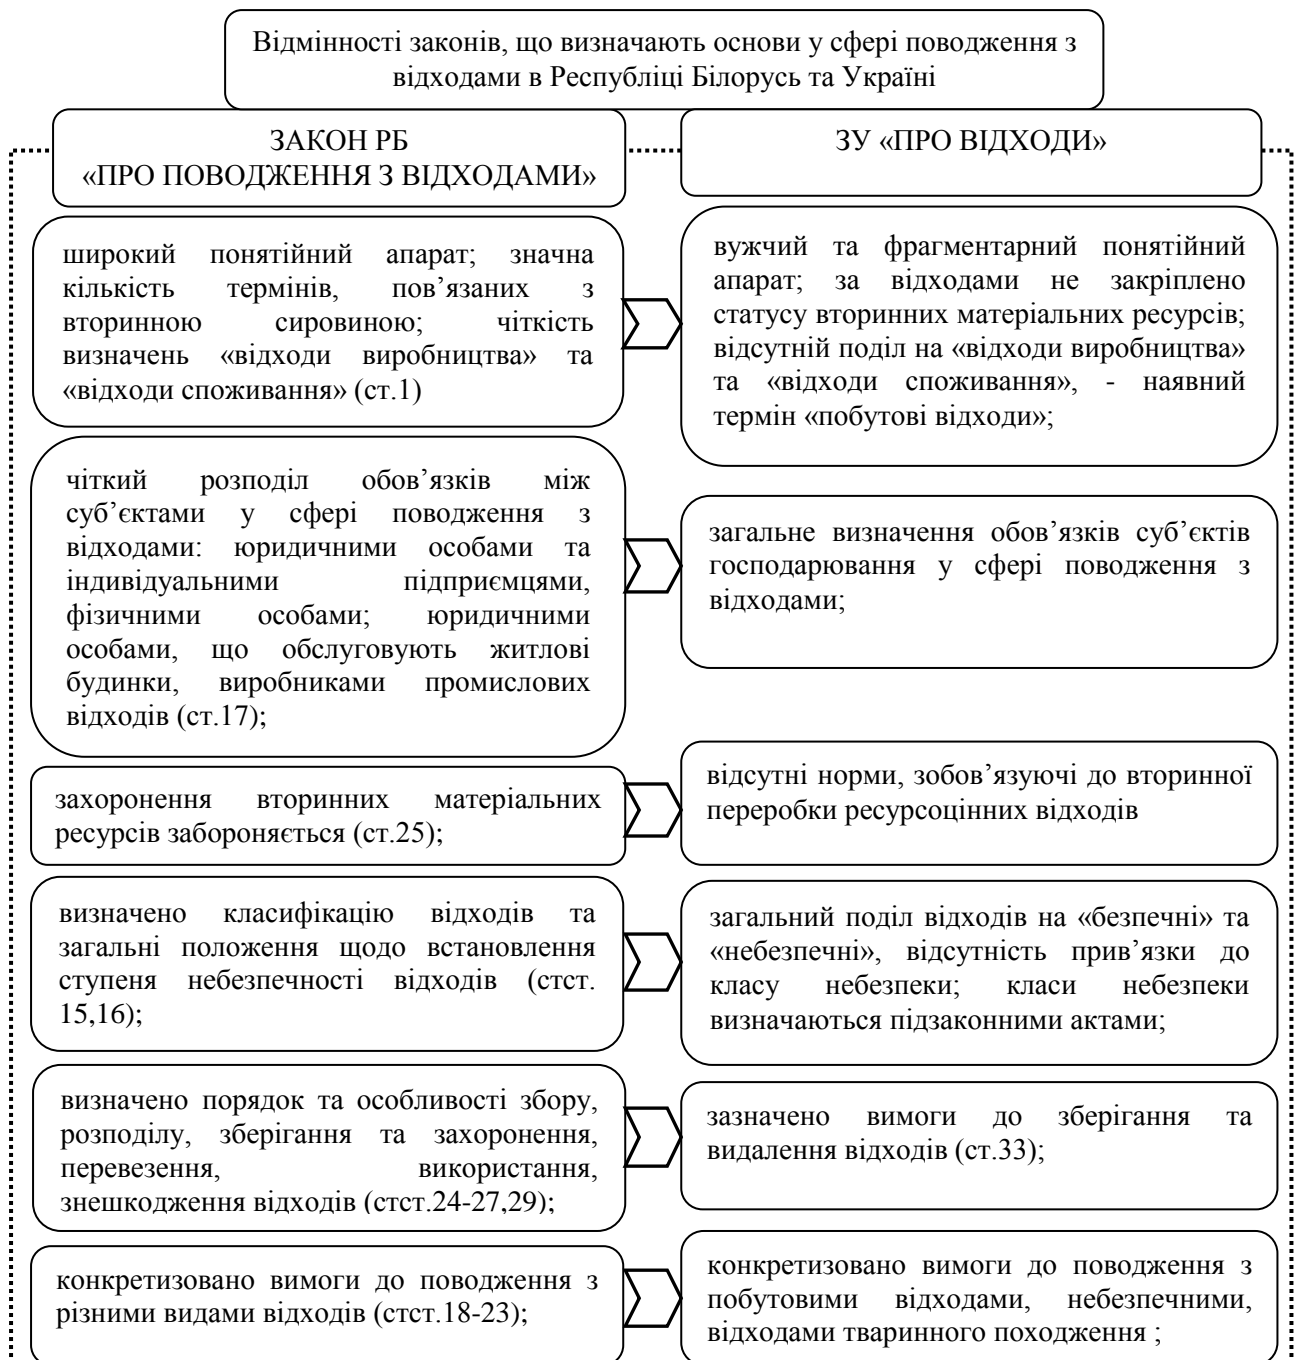 Відмінності законів, що визначають основи у сфері поводження з
відходами в Республіці Білорусь та Україні
ЗАКОН РБ
«ПРО ПОВОДЖЕННЯ З ВІДХОДАМИ»
ЗУ «ПРО ВІДХОДИ»
широкий понятійний апарат; значна
кількість термінів, пов’язаних з
вторинною сировиною; чіткість
визначень «відходи виробництва» та
«відходи споживання» (ст.1)
вужчий та фрагментарний понятійний
апарат; за відходами не закріплено
статусу вторинних матеріальних ресурсів;
відсутній поділ на «відходи виробництва»
та «відходи споживання», - наявний
термін «побутові відходи»;
чіткий розподіл обов’язків між
суб’єктами у сфері поводження з
відходами: юридичними особами та
індивідуальними підприємцями,
фізичними особами; юридичними
особами, що обслуговують житлові
будинки, виробниками промислових
відходів (ст.17);
загальне визначення обов’язків суб’єктів
господарювання у сфері поводження з
відходами;
захоронення вторинних матеріальних
ресурсів забороняється (ст.25);
відсутні норми, зобов’язуючі до вторинної
переробки ресурсоцінних відходів
визначено класифікацію відходів та
загальні положення щодо встановлення
ступеня небезпечності відходів (стст.
15,16);
загальний поділ відходів на «безпечні» та
«небезпечні», відсутність прив’язки до
класу небезпеки; класи небезпеки
визначаються підзаконними актами;
визначено порядок та особливості збору,
розподілу, зберігання та захоронення,
перевезення, використання,
знешкодження відходів (стст.24-27,29);
зазначено вимоги до зберігання та
видалення відходів (ст.33);
конкретизовано вимоги до поводження з
різними видами відходів (стст.18-23);
конкретизовано вимоги до поводження з
побутовими відходами, небезпечними,
відходами тваринного походження ;